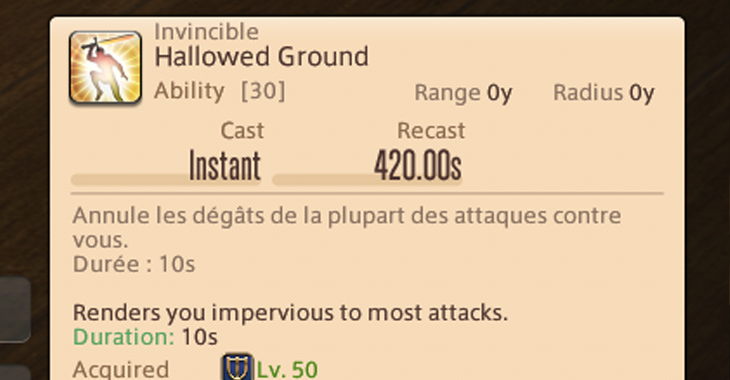 Invincible
Hallowed Ground
Ability [30]
Range 0y Radius 0y
Cast Recast
Instant 420.00s
Annule les dégâts de la plupart des attaques contre
vous.
Durée : 10s
Renders you impervious to most attacks.
Duration: 10s
Acquired Lv. 50